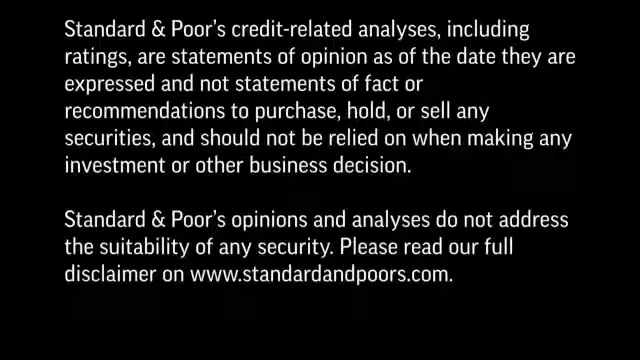 Standard & Poor's credit-related analyses, including
ratings, are statements of opinion as of the date they are
expressed and not statements of fact or
recommendations to purchase, hold, or sell any
securities, and should not be relied on when making any
investment or other business decision.
Standard & Poor's opinions and analyses do not address
the suitability of any security. Please read our full
disclaimer on www.standardandpoors.com.